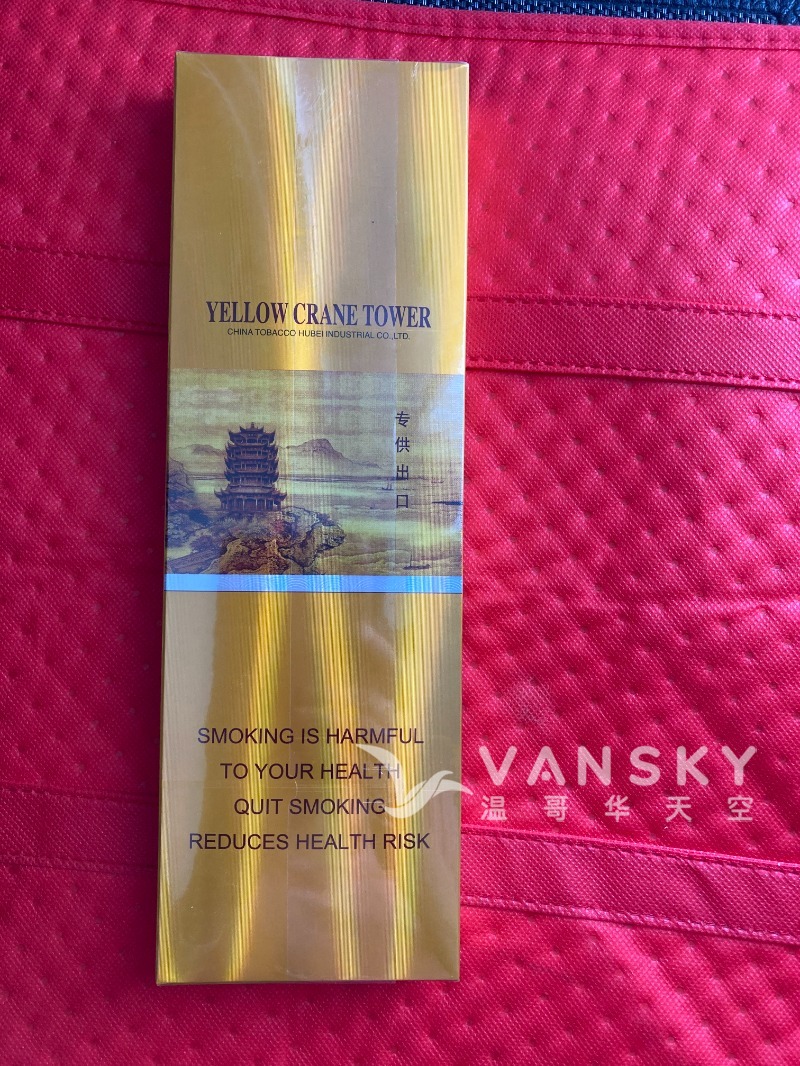 YELLOW CRANE TOWER
CHINA TOBACCO HUBEI INDUSTRIAL CO.,LTD.
专供出口
SMOKING IS HARMFUL
TO YOUR HEALTH
QUIT SMOKING
REDUCES HEALTH RISK
VANSKY
温哥华天空